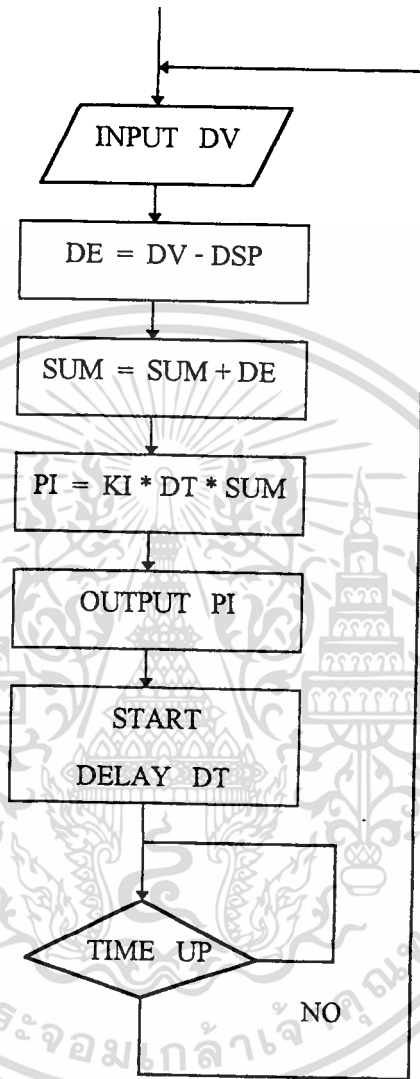 INPUT DV
DE = DV - DSP
SUM = SUM + DE
PI = KI * DT * SUM
OUTPUT PI
START
DELAY DT
TIME UP
NO